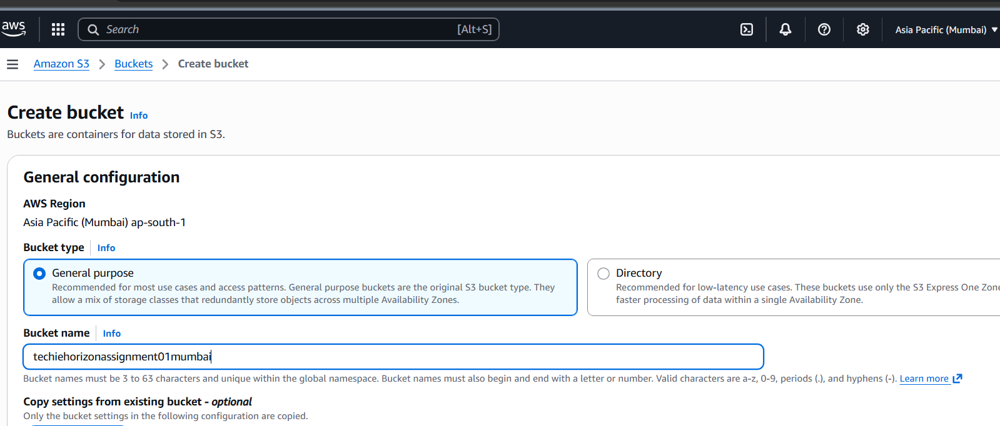 aws
Search
[Alt+S]
Asia Pacific (Mumbai)
Amazon S3 > Buckets > Create bucket
Create bucket Info
Buckets are containers for data stored in S3.
General configuration
AWS Region
Asia Pacific (Mumbai) ap-south-1
Bucket type Info
General purpose
Recommended for most use cases and access patterns. General purpose buckets are the original S3 bucket type. They
allow a mix of storage classes that redundantly store objects across multiple Availability Zones.
Directory
Recommended for low-latency use cases. These buckets use only the S3 Express One Zone
faster processing of data within a single Availability Zone.
Bucket name Info
techiehorizonassignment01mumbai
Bucket names must be 3 to 63 characters and unique within the global namespace. Bucket names must also begin and end with a letter or number. Valid characters are a-z, 0-9, periods (.), and hyphens (-). Learn more
Copy settings from existing bucket - optional
Only the bucket settings in the following configuration are copied.